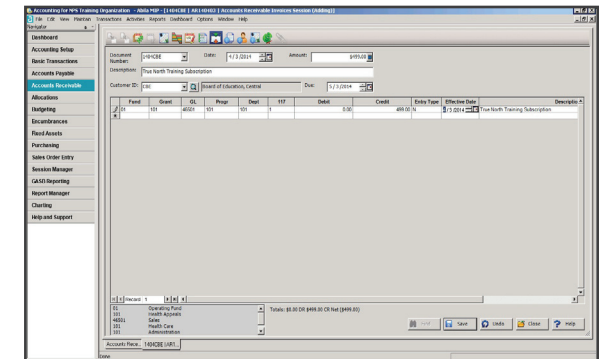 Accounting for NPS Training Organization - Abila MIP - [1404CBE | AR140402 | Accounts Receivable Invoices Session (Adding)]
File Edit View Maintain Transactions Activities Reports Dashboard Options Window Help
Navigator
Dashboard
Accounting Setup
Basic Transactions
Accounts Payable
Accounts Receivable
Allocations
Budgeting
Encumbrances
Fixed Assets
Purchasing
Sales Order Entry
Session Manager
GASB Reporting
Report Manager
Charting
Help and Support
Document Number: 1404CBE Date: 4/3/2014 Amount: $499.00
Description: True North Training Subscription
Customer ID: CBE Board of Education, Central Due: 5/3/2014
Fund Grant GL Progr Dept 117 Debit Credit Entry Type Effective Date Descriptio
01 101 46501 101 101 1 0.00 499.00 N /3/2014 True North Training Subscription
Record 1
01 Operating Fund
101 Health Appeals
46501 Sales
101 Health Care
101 Administration
Totals: $0.00 DR $499.00 CR Net ($499.00)
Save Undo Close Help
Accounts Rece... 1404CBE |AR1...
Done